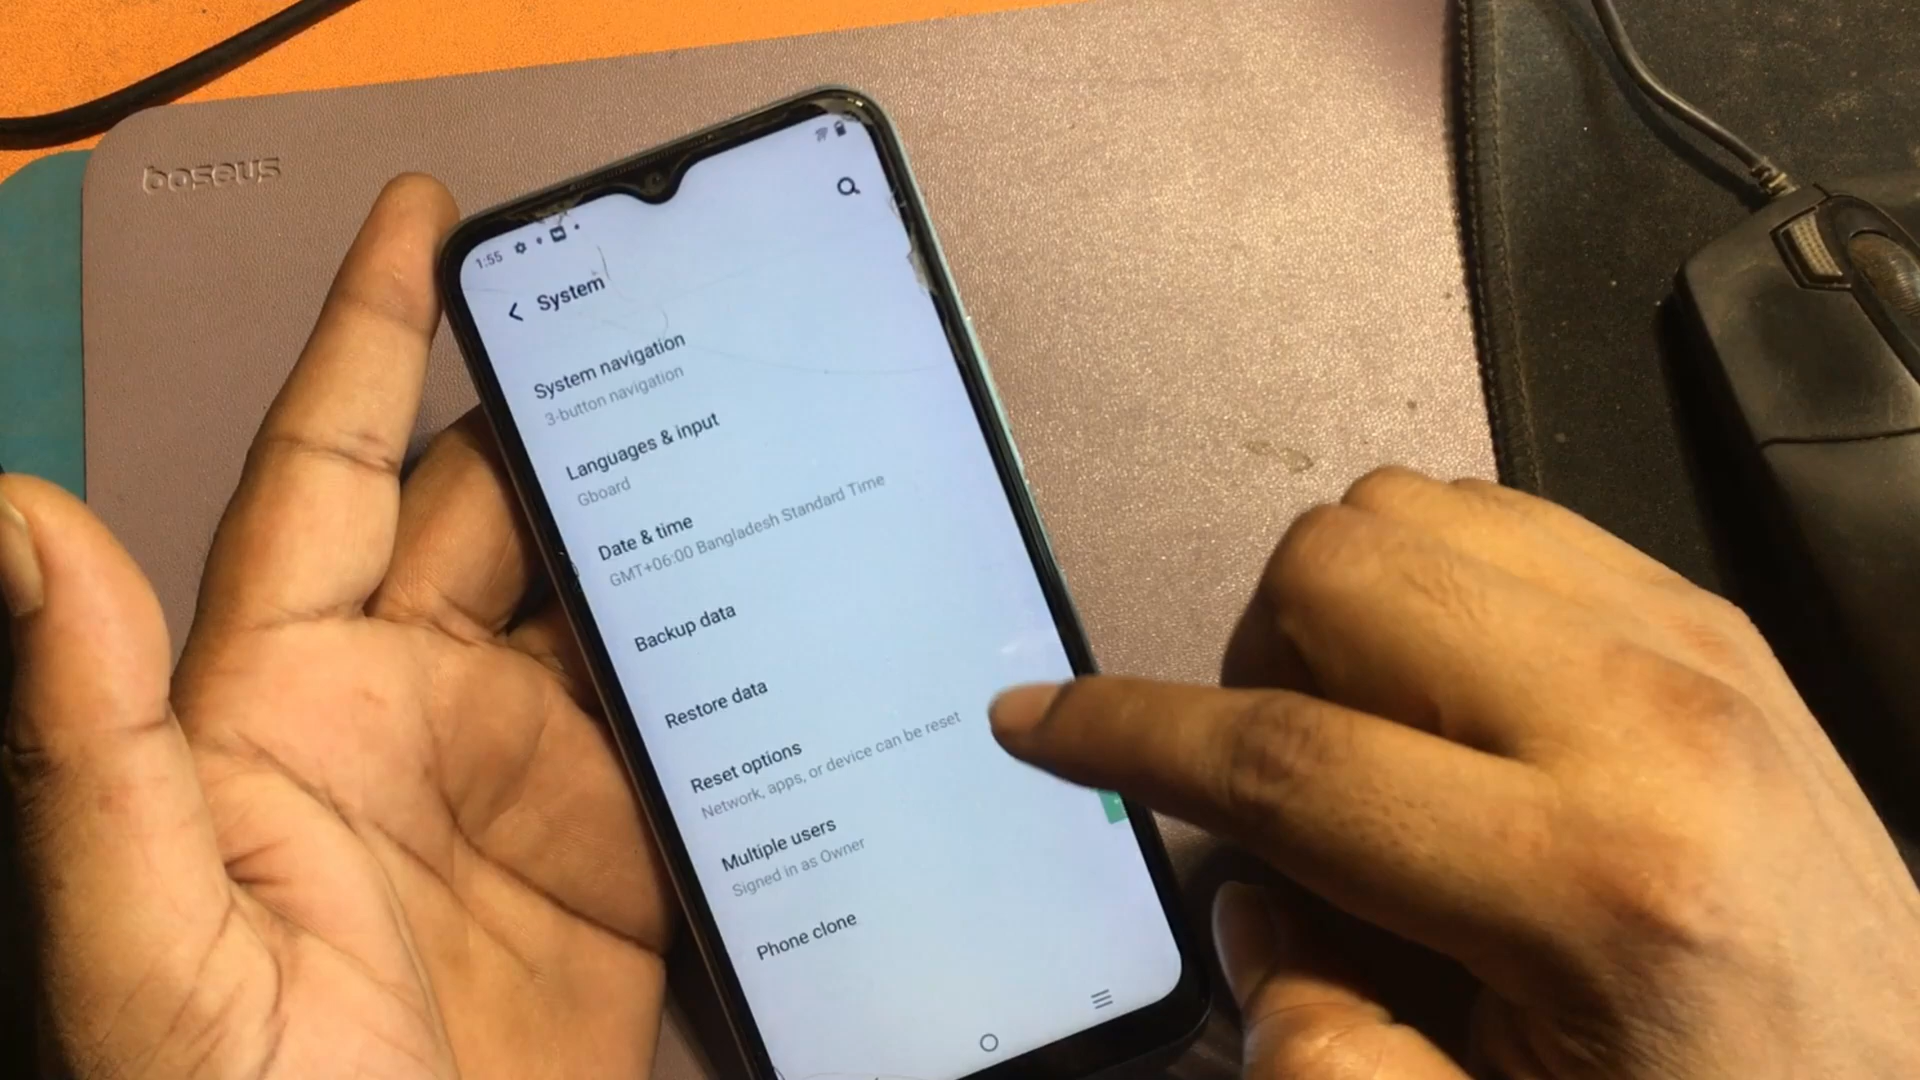 boseus
1:55
System
System navigation
3-button navigation
Languages & input
Gboard
Date & time
GMT+06:00 Bangladesh Standard Time
Backup data
Restore data
Reset options
Network, apps, or device can be reset
Multiple users
Signed in as Owner
Phone clone